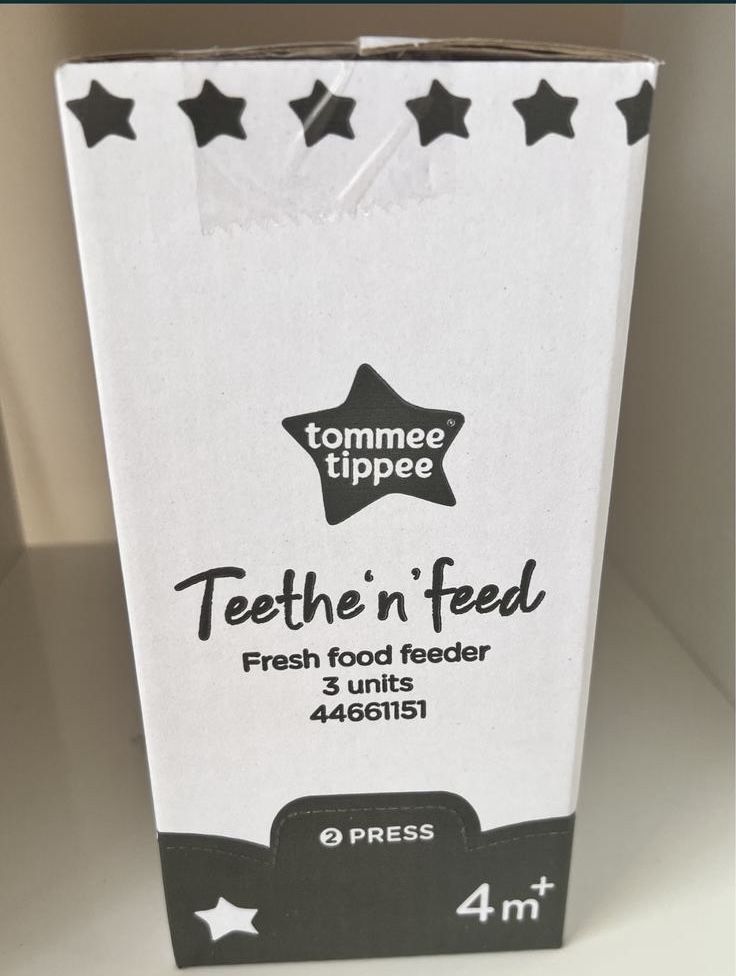 tommee®
tippee
Teethe'n'feed
Fresh food feeder
3 units
44661151
2 PRESS
4m+